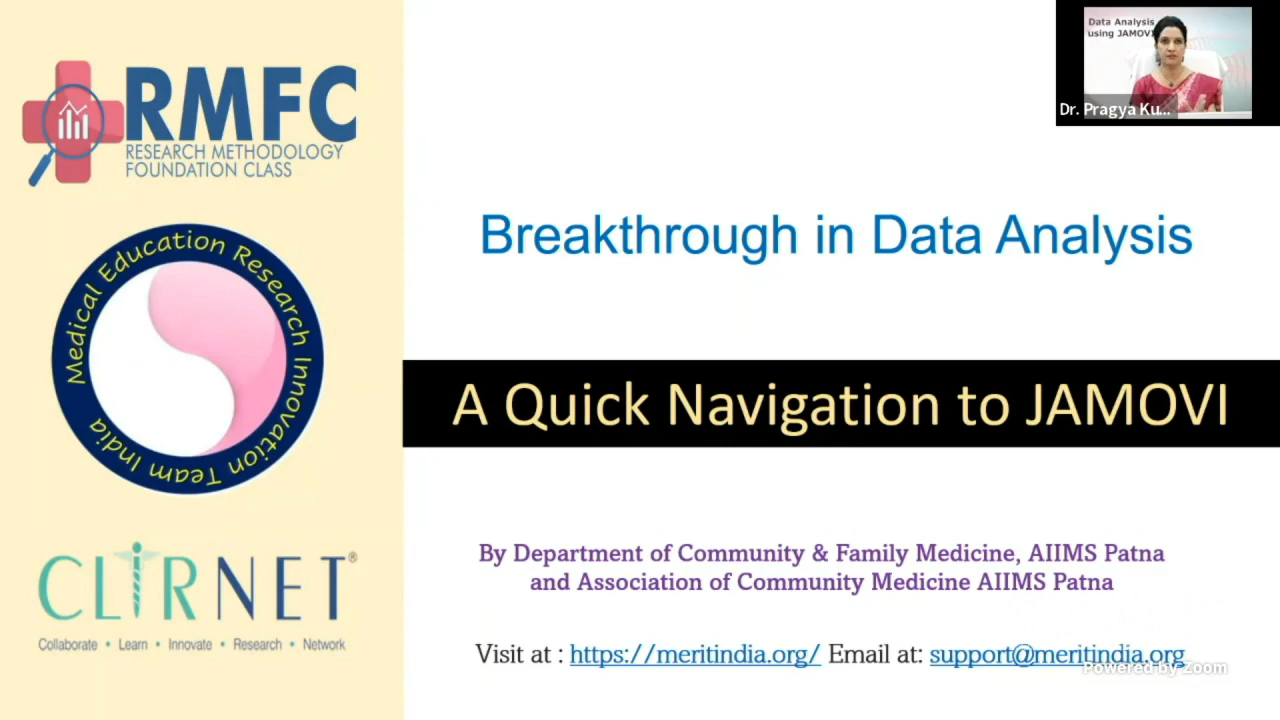 RMFC
RESEARCH METHODOLOGY
FOUNDATION CLASS
Medical Education Research Innovation Team India
CLIRNET®
Collaborate • Learn • Innovate • Research • Network
Data Analysis
using JAMOVI
Dr. Pragya Ku...
Breakthrough in Data Analysis
A Quick Navigation to JAMOVI
By Department of Community & Family Medicine, AIIMS Patna
and Association of Community Medicine AIIMS Patna
Visit at : https://meritindia.org/ Email at: support@meritindia.org
Powered by Zoom